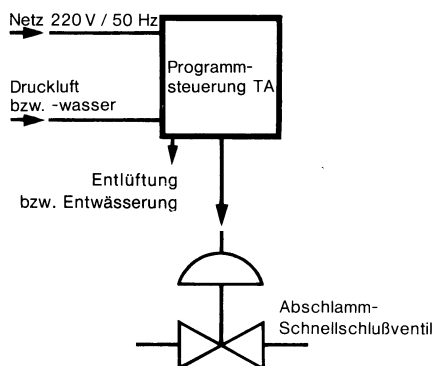 Netz 220 V / 50 Hz
Programm-
steuerung TA
Druckluft
bzw. -wasser
Entlüftung
bzw. Entwässerung
Abschlamm-
Schnellschlußventil